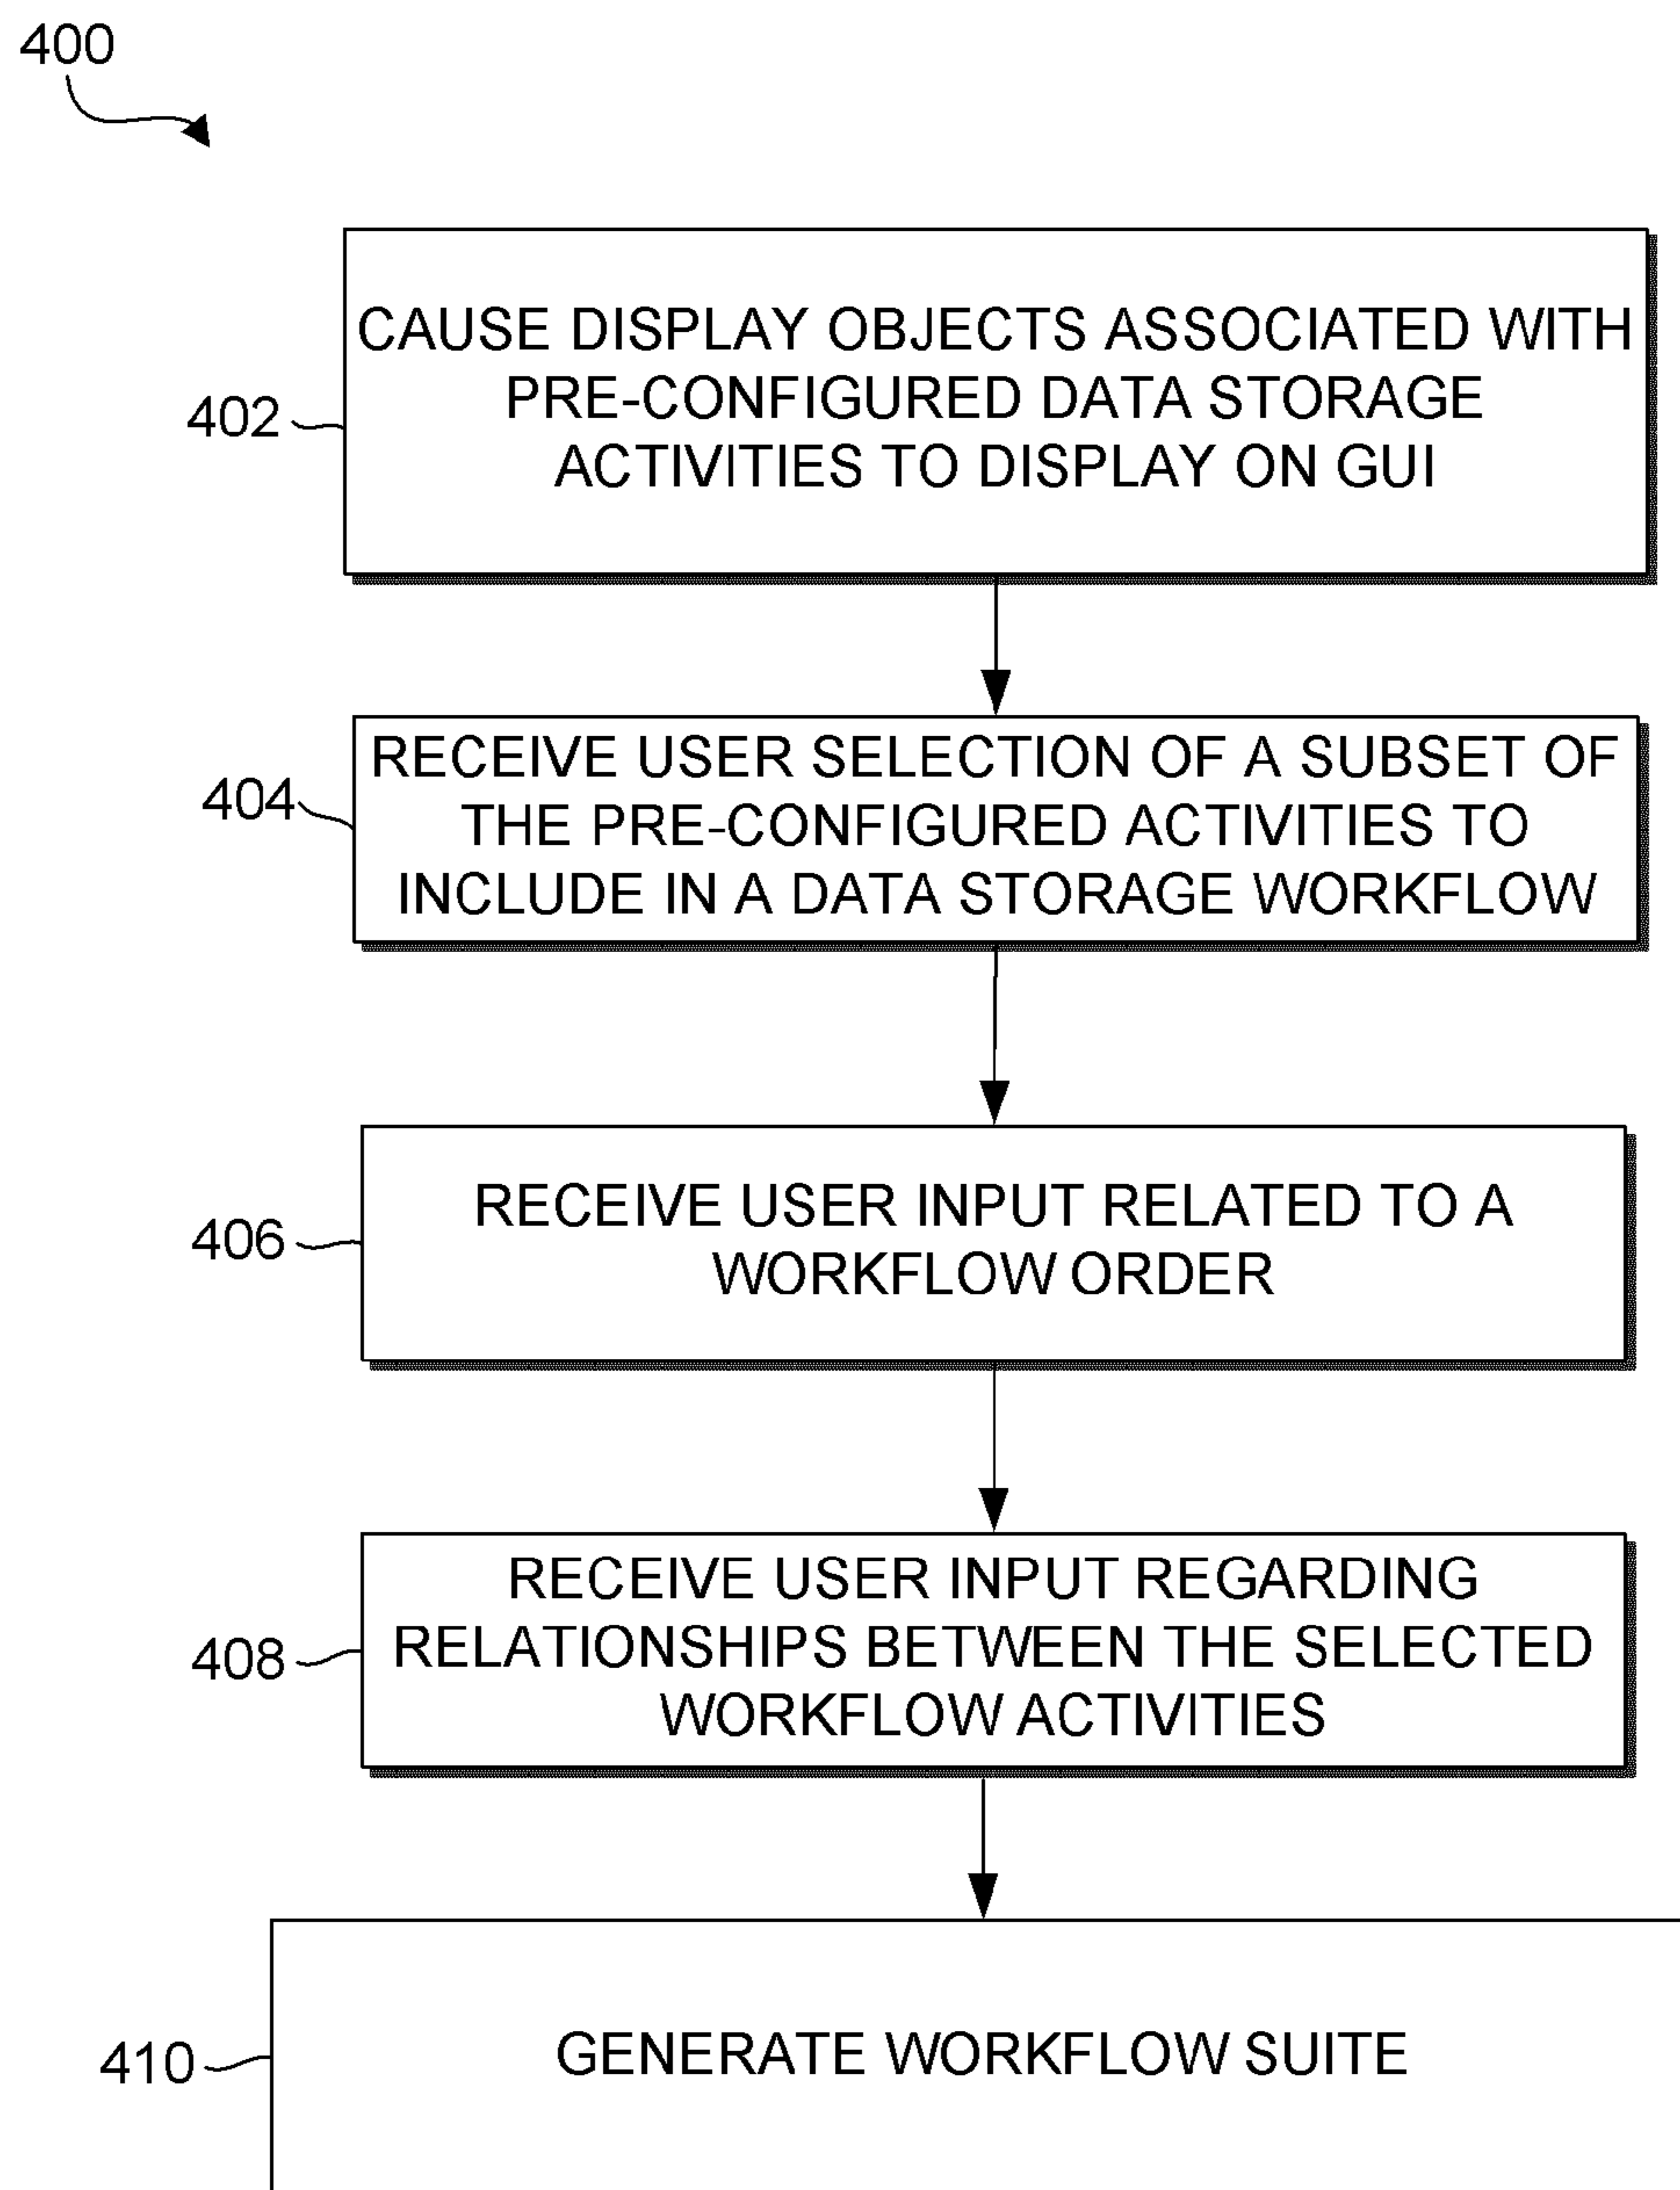 400
402
CAUSE DISPLAY OBJECTS ASSOCIATED WITH
PRE-CONFIGURED DATA STORAGE
ACTIVITIES TO DISPLAY ON GUI
404
RECEIVE USER SELECTION OF A SUBSET OF
THE PRE-CONFIGURED ACTIVITIES TO
INCLUDE IN A DATA STORAGE WORKFLOW
406
RECEIVE USER INPUT RELATED TO A
WORKFLOW ORDER
408
RECEIVE USER INPUT REGARDING
RELATIONSHIPS BETWEEN THE SELECTED
WORKFLOW ACTIVITIES
410
GENERATE WORKFLOW SUITE